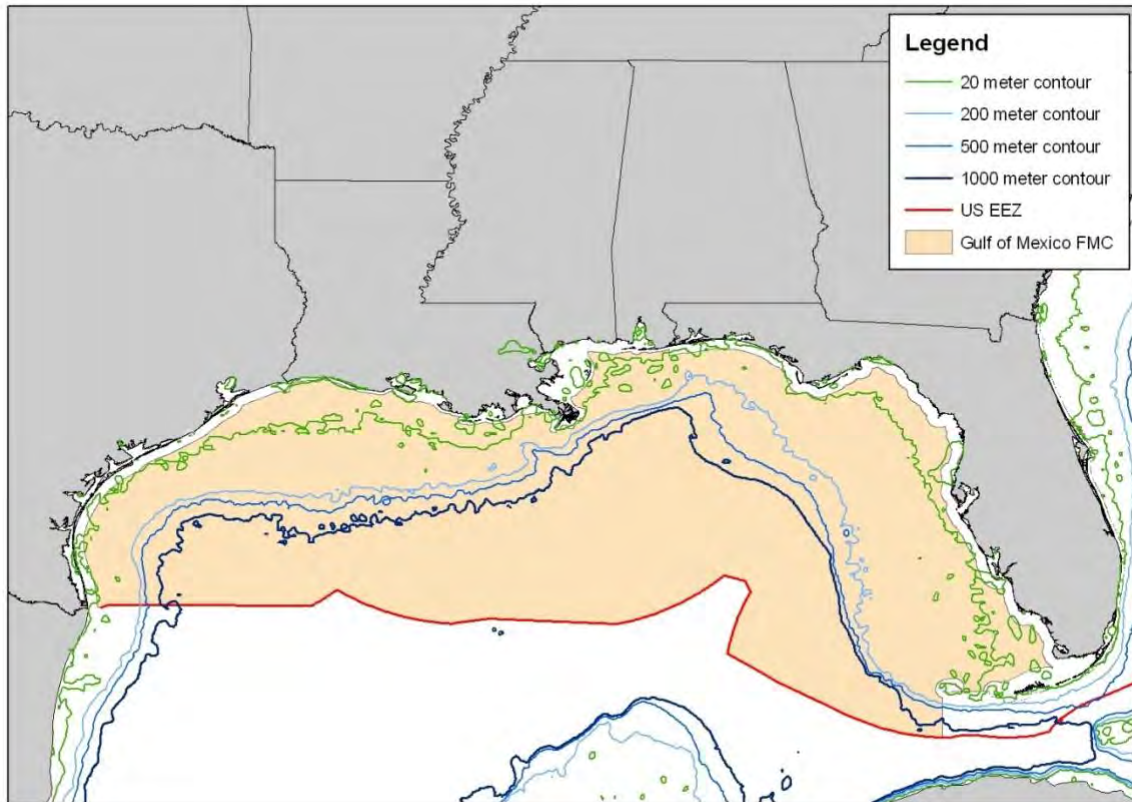 Legend
20 meter contour
200 meter contour
500 meter contour
1000 meter contour
US EEZ
Gulf of Mexico FMC